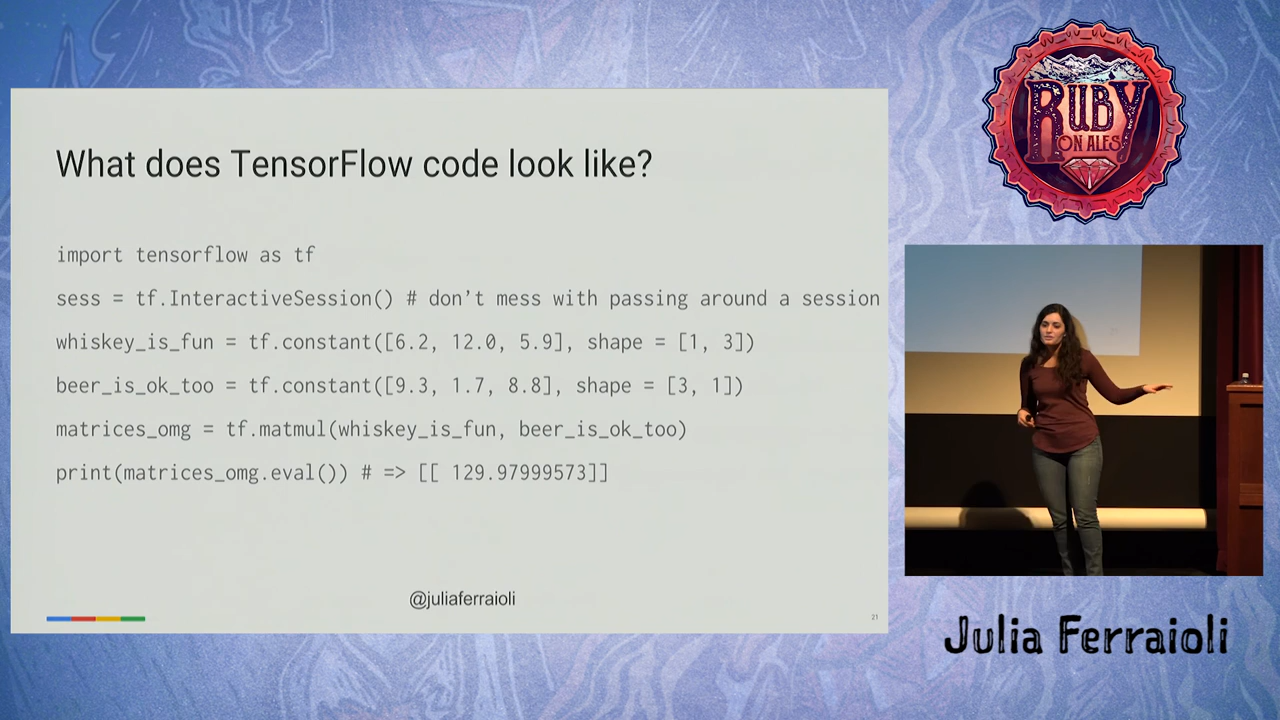 What does TensorFlow code look like?
import tensorflow as tf
sess = tf.InteractiveSession() # don’t mess with passing around a session
whiskey_is_fun = tf.constant([6.2, 12.0, 5.9], shape = [1, 3])
beer_is_ok_too = tf.constant([9.3, 1.7, 8.8], shape = [3, 1])
matrices_omg = tf.matmul(whiskey_is_fun, beer_is_ok_too)
print(matrices_omg.eval()) # => [[ 129.97999573]]
@juliaferraioli
21
RUBY
ON ALES
Julia Ferraioli